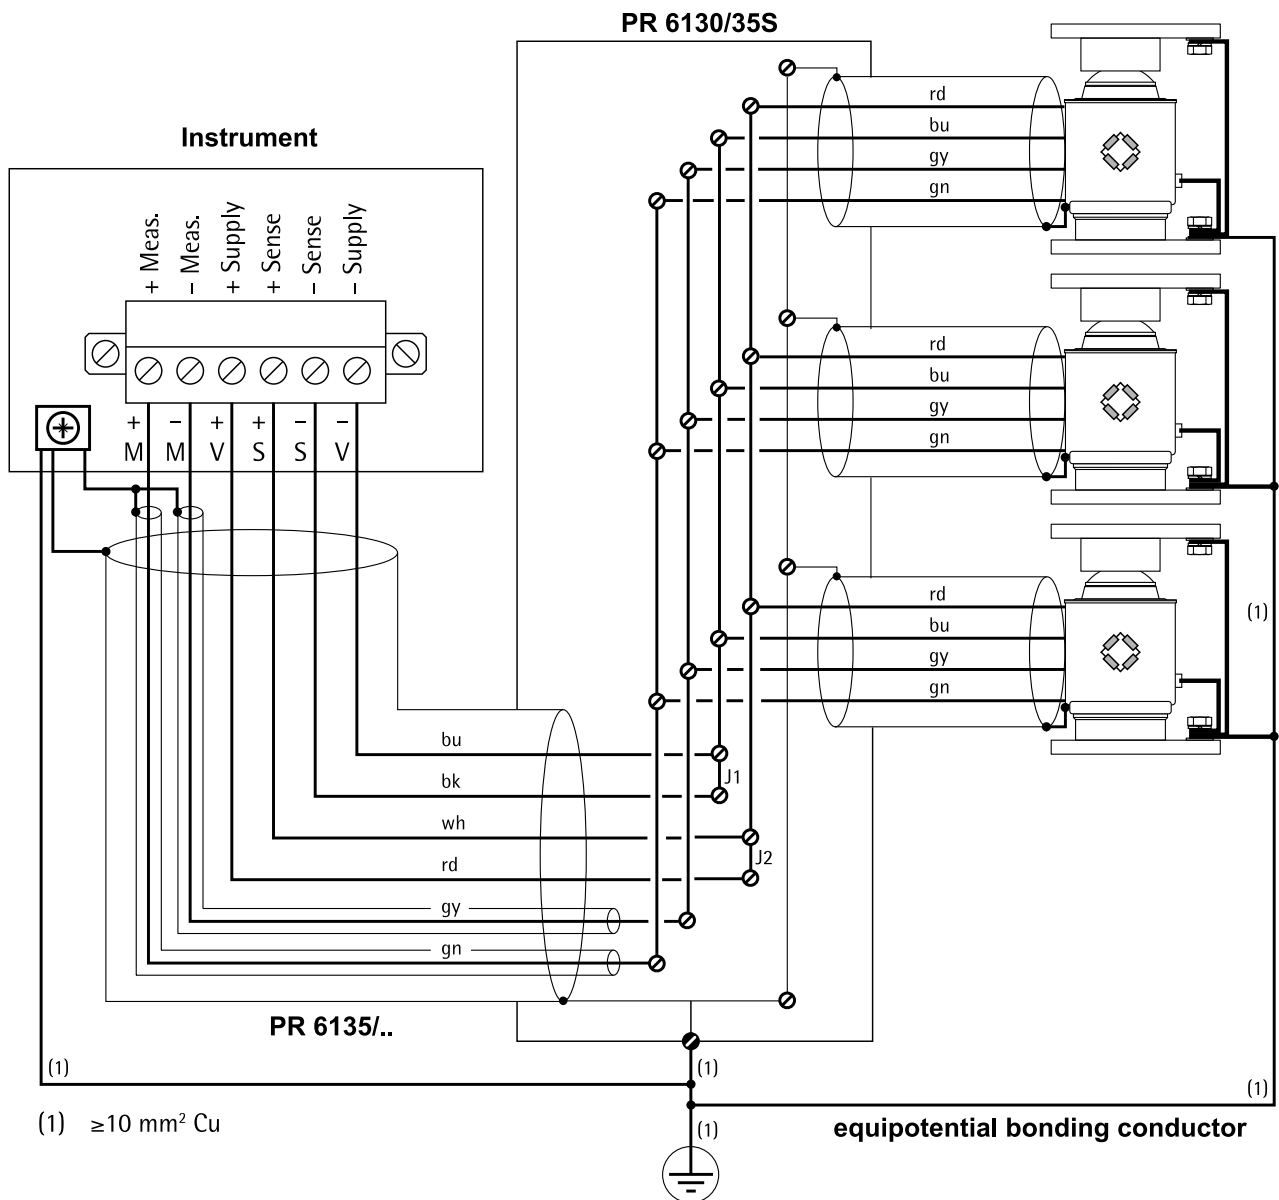 PR 6130/35S
Instrument
+ Meas.
– Meas.
+ Supply
+ Sense
– Sense
– Supply
+ – + + – –
M M V S S V
rd
bu
gy
gn
rd
bu
gy
gn
rd
bu
gy
gn
(1)
bu
J1
bk
wh
J2
rd
gy
gn
PR 6135/..
(1)
(1)
(1)
(1) ≥10 mm² Cu
(1)
equipotential bonding conductor